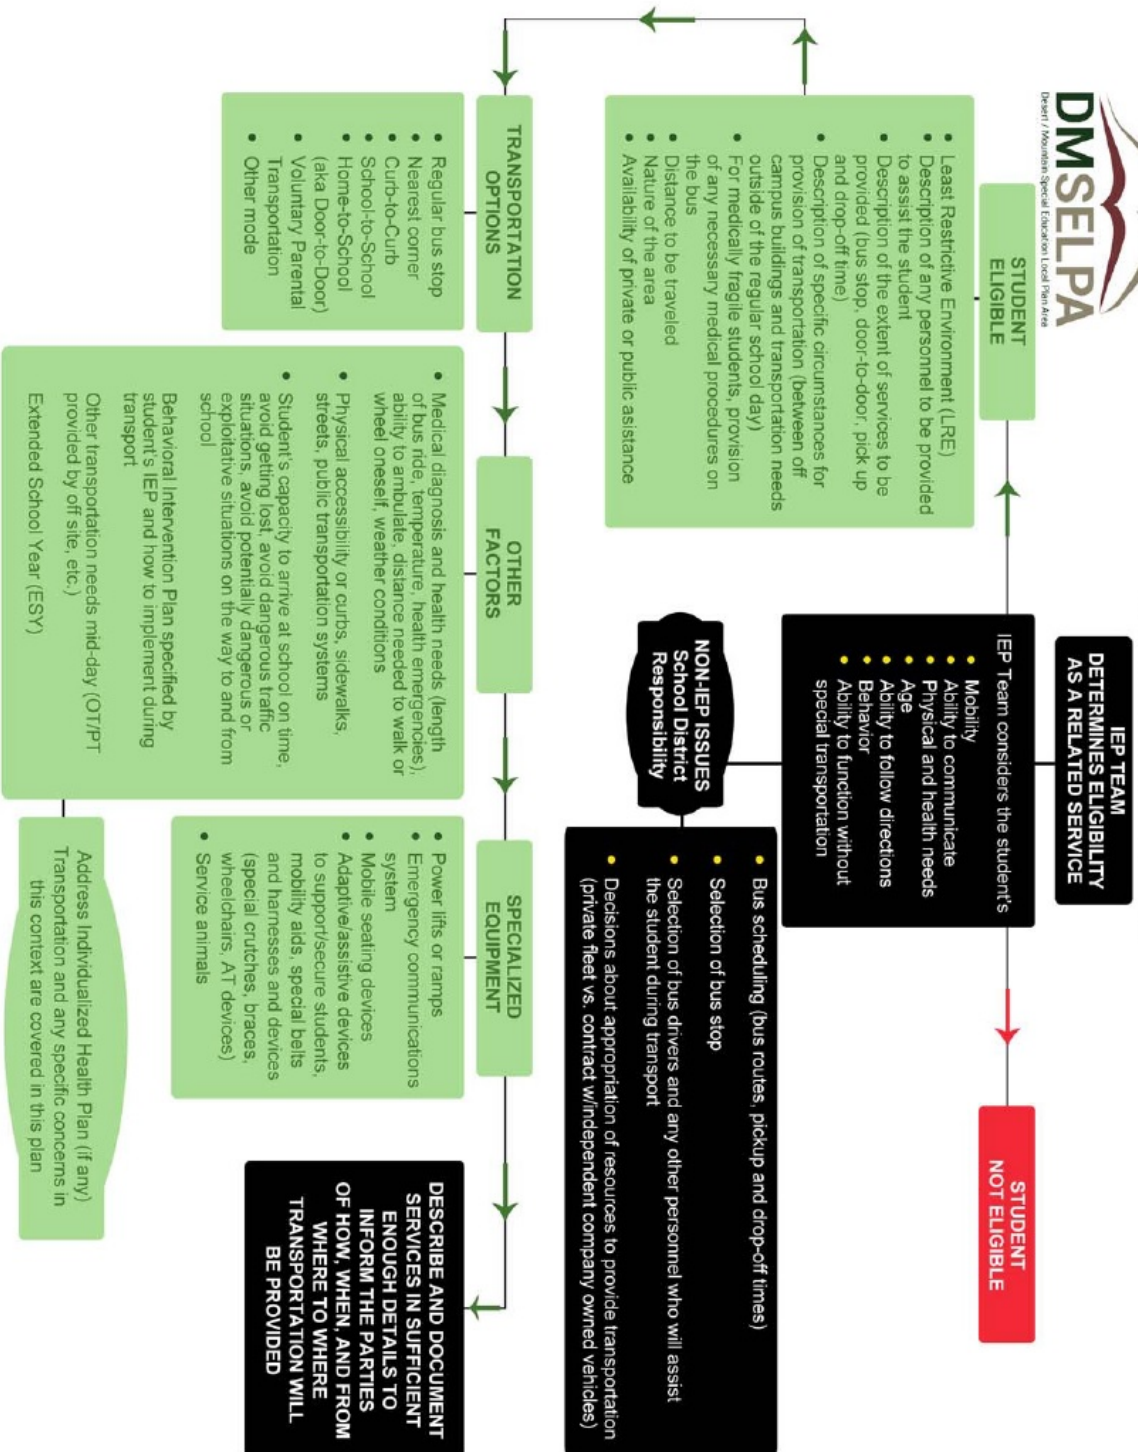 DMSELPA
Desert / Mountain Special Education Local Plan Area
IEP TEAM
DETERMINES ELIGIBILITY
AS A RELATED SERVICE
IEP Team considers the student's
• Mobility
• Ability to communicate
• Physical and health needs
• Age
• Ability to follow directions
• Behavior
• Ability to function without
special transportation
STUDENT
NOT ELIGIBLE
STUDENT
ELIGIBLE
• Least Restrictive Environment (LRE)
• Description of any personnel to be provided
to assist the student
• Description of the extent of services to be
provided (bus stop, door-to-door, pick up
and drop-off time)
• Description of specific circumstances for
provision of transportation (between off
campus buildings and transportation needs
outside of the regular school day)
• For medically fragile students, provision
of any necessary medical procedures on
the bus
• Distance to be traveled
• Nature of the area
• Availability of private or public asistance
NON-IEP ISSUES
School District
Responsibility
• Bus scheduling (bus routes, pickup and drop-off times)
• Selection of bus stop
• Selection of bus drivers and any other personnel who will assist
the student during transport
• Decisions about appropriation of resources to provide transportation
(private fleet vs. contract w/independent company owned vehicles)
TRANSPORTATION
OPTIONS
• Regular bus stop
• Nearest corner
• Curb-to-Curb
• School-to-School
• Home-to-School
(aka Door-to-Door)
• Voluntary Parental
Transportation
• Other mode
OTHER
FACTORS
• Medical diagnosis and health needs (length
of bus ride, temperature, health emergencies),
ability to ambulate, distance needed to walk or
wheel oneself, weather conditions
• Physical accessibility or curbs, sidewalks,
streets, public transportation systems
• Student's capacity to arrive at school on time,
avoid getting lost, avoid dangerous traffic
situations, avoid potentially dangerous or
exploitative situations on the way to and from
school
Behavioral Intervention Plan specified by
student's IEP and how to implement during
transport
Other transportation needs mid-day (OT/PT
provided by off site, etc.)
Extended School Year (ESY)
SPECIALIZED
EQUIPMENT
• Power lifts or ramps
• Emergency communications
system
• Mobile seating devices
• Adaptive/assistive devices
to support/secure students,
mobility aids, special belts
and harnesses and devices
(special crutches, braces,
wheelchairs, AT devices)
• Service animals
DESCRIBE AND DOCUMENT
SERVICES IN SUFFICIENT
ENOUGH DETAILS TO
INFORM THE PARTIES
OF HOW, WHEN, AND FROM
WHERE TO WHERE
TRANSPORTATION WILL
BE PROVIDED
Address Individualized Health Plan (if any)
Transportation and any specific concerns in
this context are covered in this plan